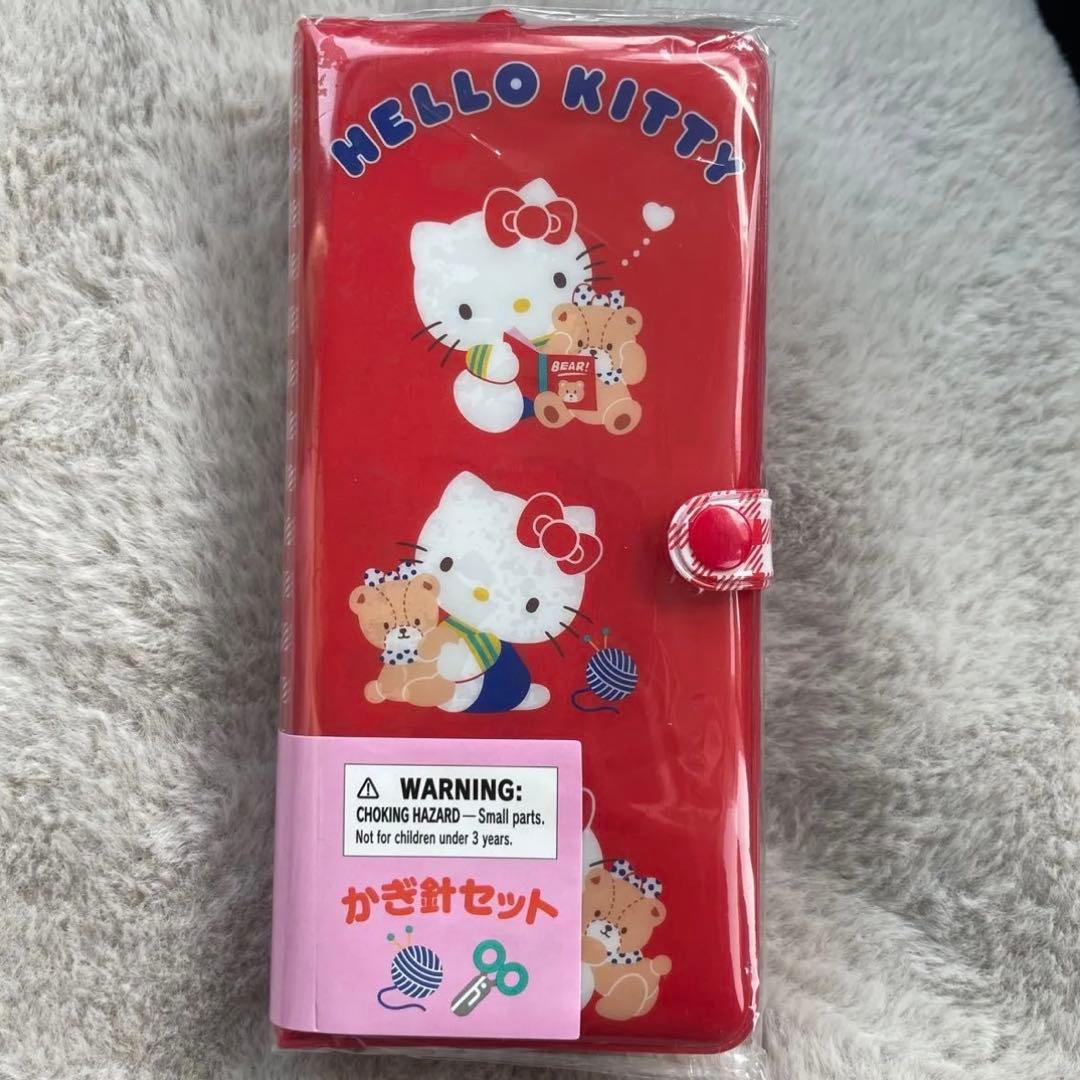 HELLO KITTY
BEAR!
WARNING:
CHOKING HAZARD — Small parts.
Not for children under 3 years.
かぎ針セット